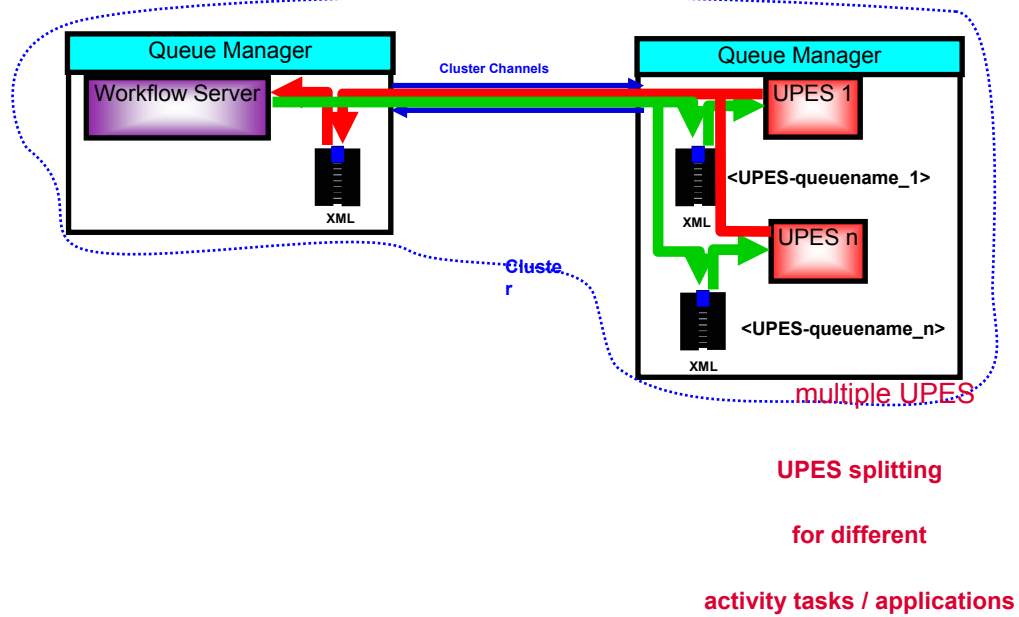 Queue Manager
Workflow Server
XML
Cluster Channels
Queue Manager
UPES 1
<UPES-queuename_1>
XML
UPES n
<UPES-queuename_n>
XML
Cluste
r
multiple UPES
UPES splitting
for different
activity tasks / applications